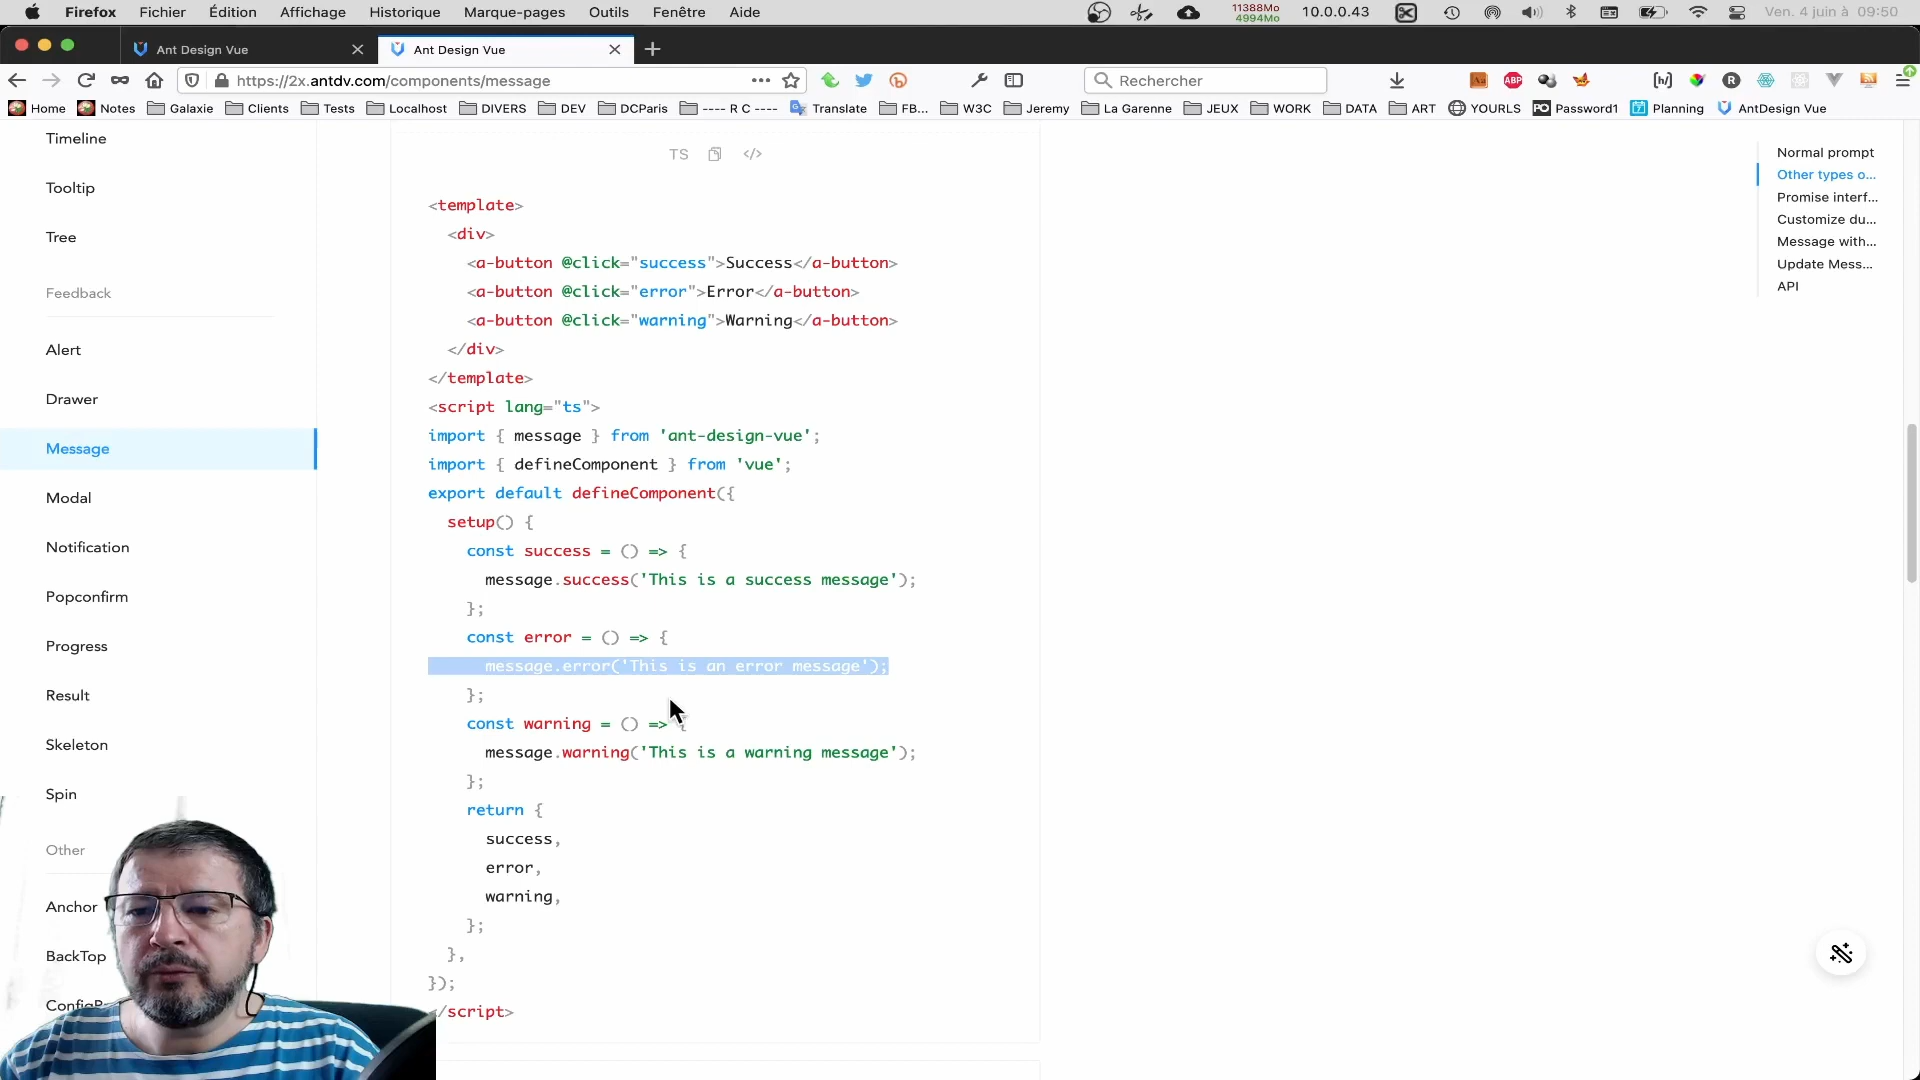 Firefox Fichier Édition Affichage Historique Marque-pages Outils Fenêtre Aide 11388Mo 4994Mo 10.0.0.43 Ven. 4 juin à 09:50
Ant Design Vue
Ant Design Vue
https://2x.antdv.com/components/message
Rechercher
Home Notes Galaxie Clients Tests Localhost DIVERS DEV DCParis ---- R C ---- Translate FB... W3C Jeremy La Garenne JEUX WORK DATA ART YOURLS Password1 Planning AntDesign Vue
Timeline
Tooltip
Tree
Feedback
Alert
Drawer
Message
Modal
Notification
Popconfirm
Progress
Result
Skeleton
Spin
Other
Anchor
BackTop
TS
<template>
<div>
<a-button @click="success">Success</a-button>
<a-button @click="error">Error</a-button>
<a-button @click="warning">Warning</a-button>
</div>
</template>
<script lang="ts">
import { message } from 'ant-design-vue';
import { defineComponent } from 'vue';
export default defineComponent({
setup() {
const success = () => {
message.success('This is a success message');
};
const error = () => {
message.error('This is an error message');
};
const warning = () => {
message.warning('This is a warning message');
};
return {
success,
error,
warning,
};
},
});
/script>
Normal prompt
Other types o...
Promise interf...
Customize du...
Message with...
Update Mess...
API